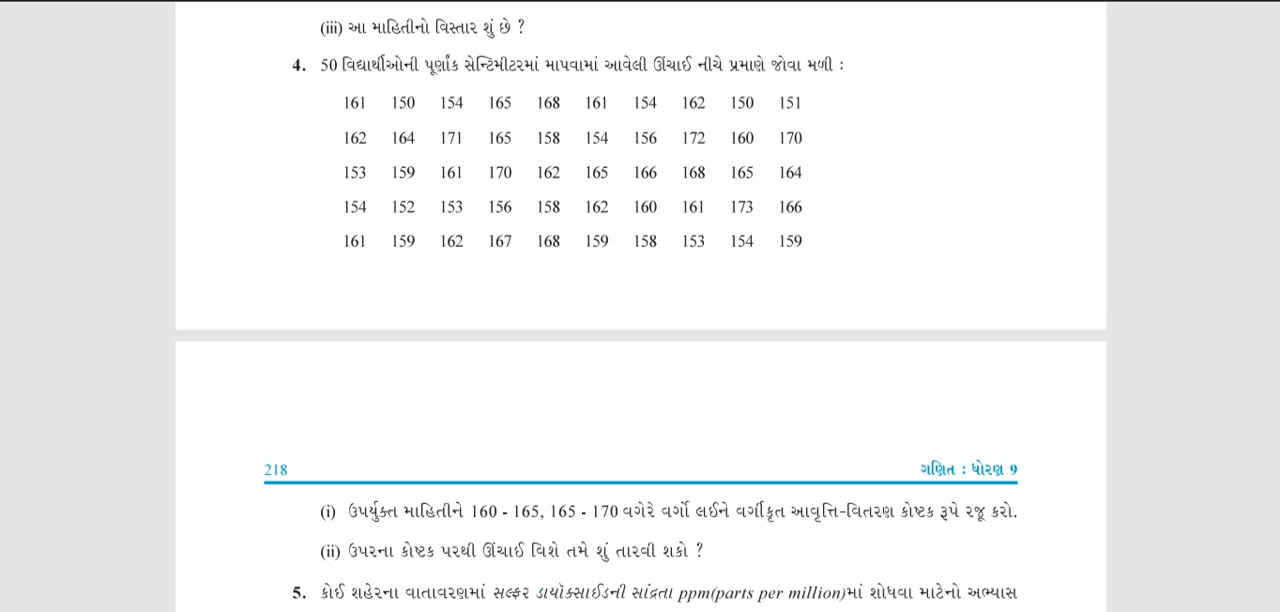 (iii) આ માહિતીનો વિસ્તાર શું છે ?
4. 50 વિદ્યાર્થીઓની પૂર્ણાંક સેન્ટિમીટરમાં માપવામાં આવેલી ઊંચાઈ નીચે પ્રમાણે જોવા મળી :
161 150 154 165 168 161 154 162 150 151
162 164 171 165 158 154 156 172 160 170
153 159 161 170 162 165 166 168 165 164
154 152 153 156 158 162 160 161 173 166
161 159 162 167 168 159 158 153 154 159
218 ગણિત : ધોરણ 9
(i) ઉપર્યુક્ત માહિતીને 160 - 165, 165 - 170 વગેરે વર્ગો લઈને વર્ગીકૃત આવૃત્તિ-વિતરણ કોષ્ટક રૂપે રજૂ કરો.
(ii) ઉપરના કોષ્ટક પરથી ઊંચાઈ વિશે તમે શું તારવી શકો ?
5. કોઈ શહેરના વાતાવરણમાં સલ્ફર ડાયૉક્સાઈડની સાંદ્રતા ppm(parts per million)માં શોધવા માટેનો અભ્યાસ